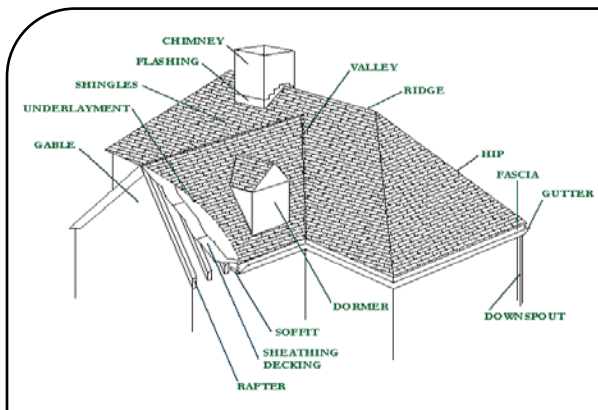 CHIMNEY
FLASHING
SHINGLES
UNDERLAYMENT
GABLE
VALLEY
RIDGE
HIP
FASCIA
GUTTER
DORMER
DOWNSPOUT
SOFFIT
SHEATHING
DECKING
RAFTER